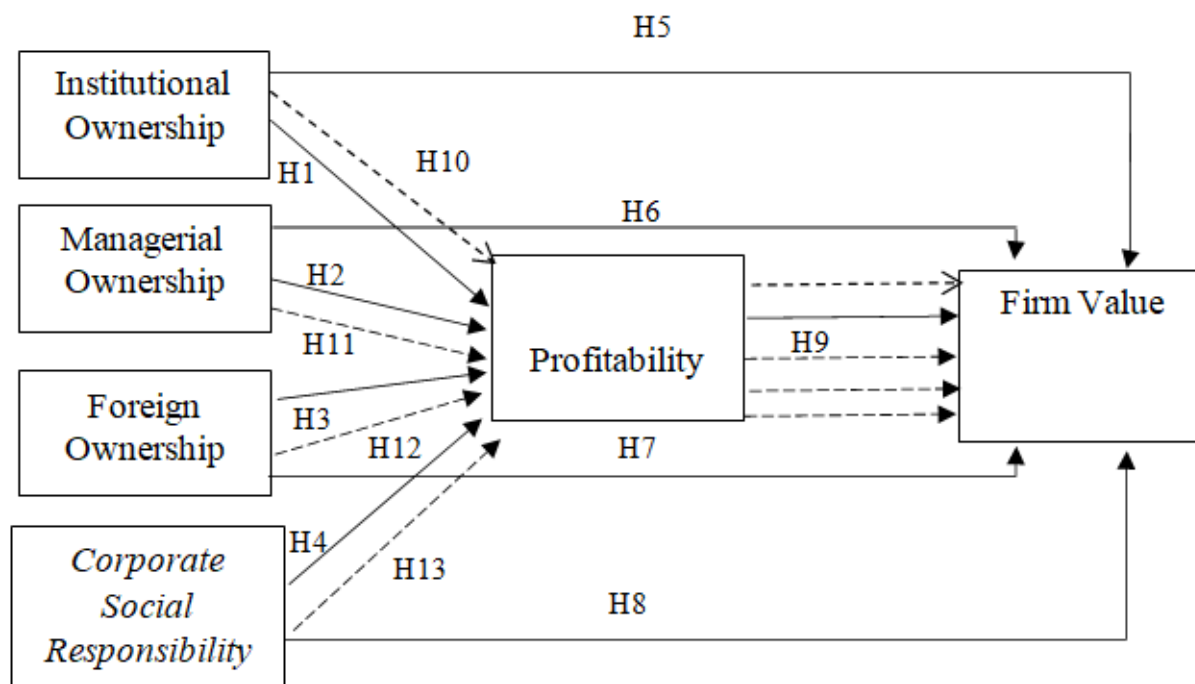 H5
Institutional
Ownership
H10
H1
Managerial
Ownership
H6
H2
H11
Profitability
Firm Value
H9
Foreign
Ownership
H3
H12
H7
Corporate
Social
Responsibility
H4
H13
H8